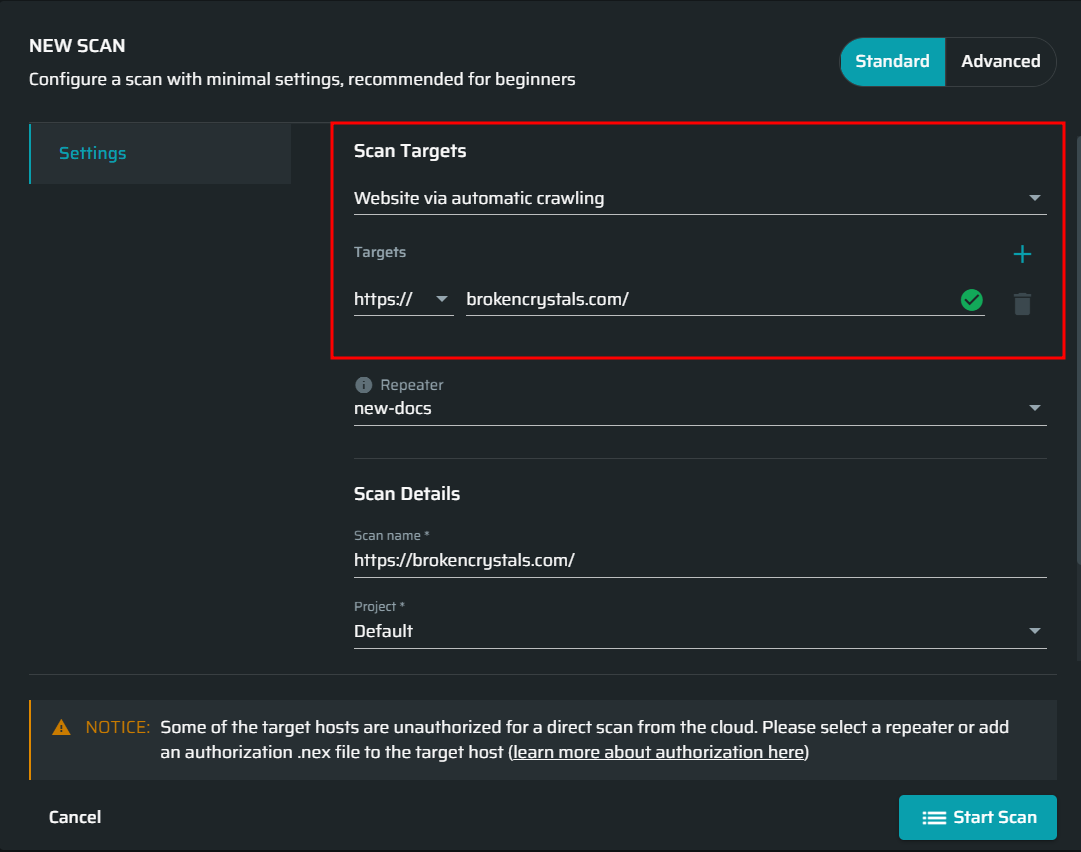 NEW SCAN
Configure a scan with minimal settings, recommended for beginners
Standard
Advanced
Settings
Scan Targets
Website via automatic crawling
Targets
https://
brokencrystals.com/
Repeater
new-docs
Scan Details
Scan name *
https://brokencrystals.com/
Project *
Default
NOTICE: Some of the target hosts are unauthorized for a direct scan from the cloud. Please select a repeater or add
an authorization .nex file to the target host (learn more about authorization here)
Cancel
Start Scan